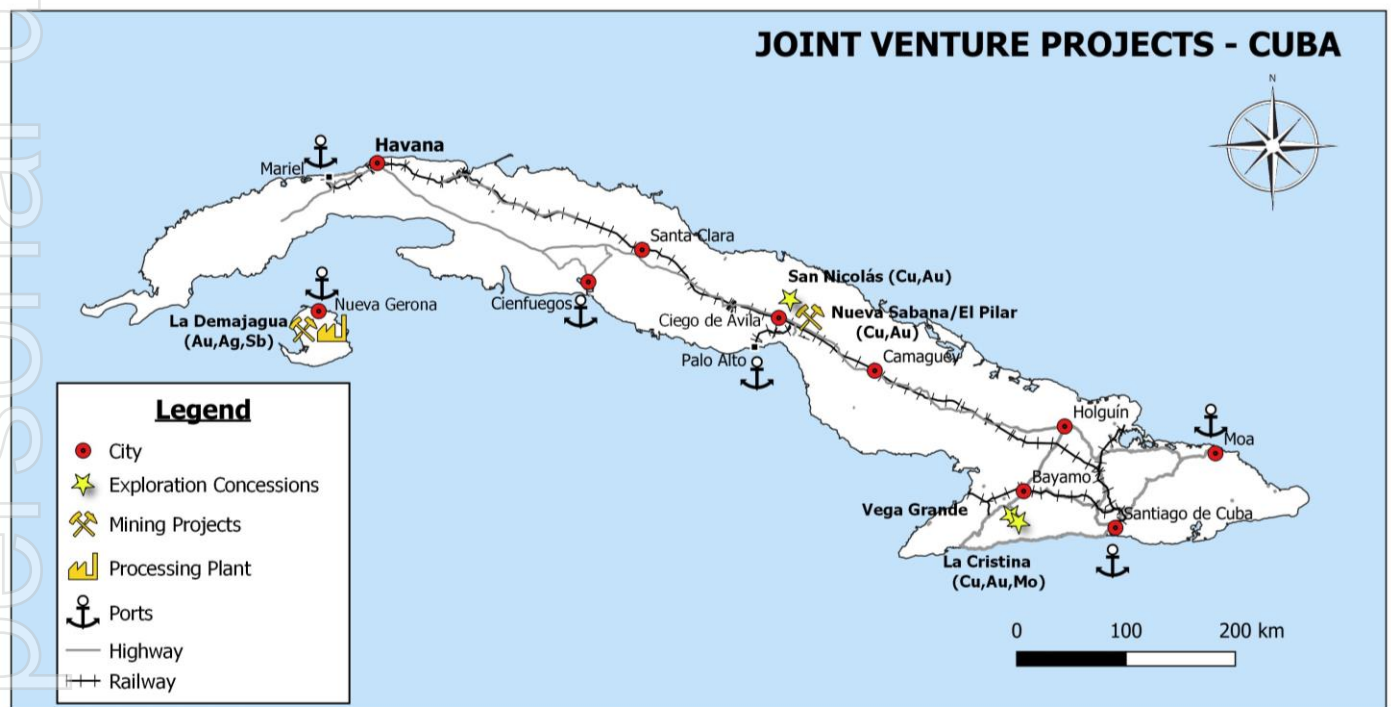 JOINT VENTURE PROJECTS - CUBA
N
Havana
Mariel
Santa Clara
San Nicolás (Cu,Au)
Nueva Gerona
Cienfuegos
Ciego de Ávila
Nueva Sabana/El Pilar
(Cu,Au)
La Demajagua
(Au,Ag,Sb)
Palo Alto
Camaguey
Holguín
Moa
Bayamo
Vega Grande
Santiago de Cuba
La Cristina
(Cu,Au,Mo)
Legend
City
Exploration Concessions
Mining Projects
Processing Plant
Ports
Highway
Railway
0 100 200 km
personal u